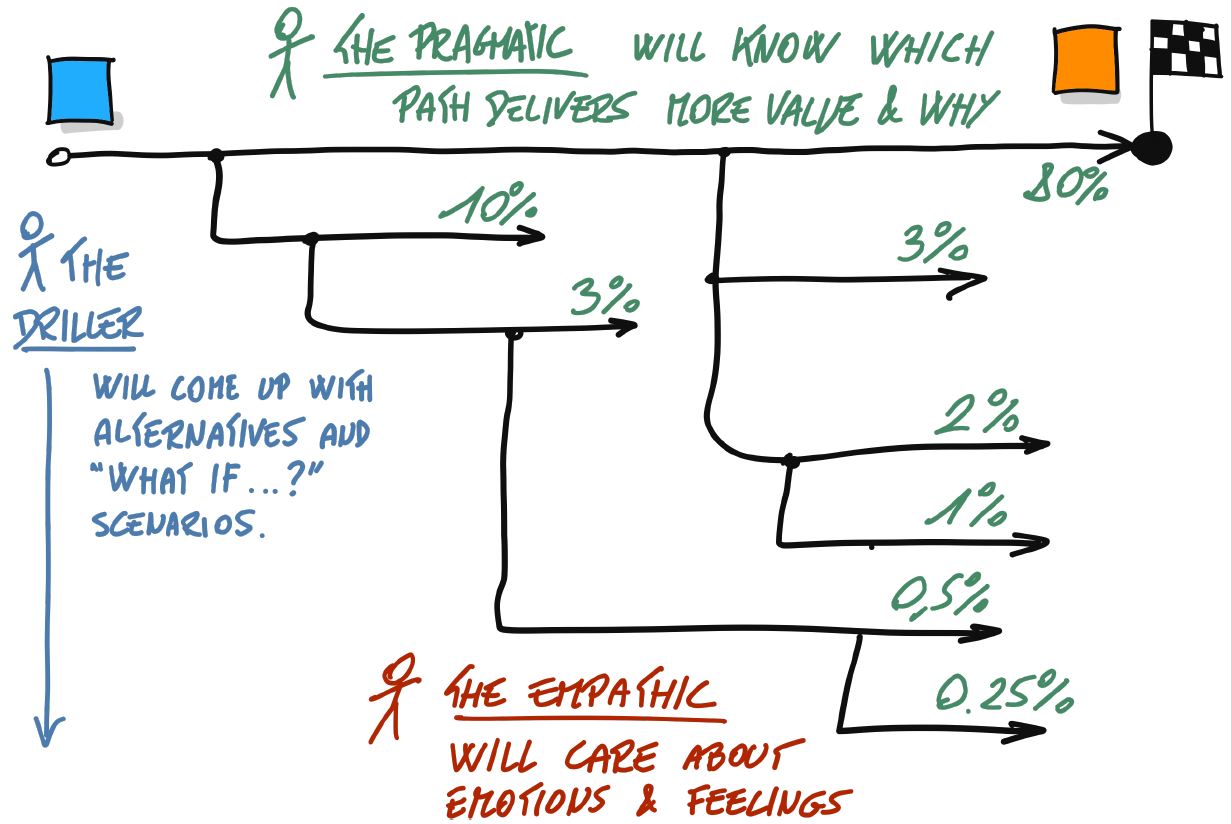 THE PRAGMATIC WILL KNOW WHICH
PATH DELIVERS MORE VALUE & WHY
80%
10%
3%
3%
THE
DRILLER
WILL COME UP WITH
ALTERNATIVES AND
"WHAT IF...?"
SCENARIOS.
2%
1%
0,5%
0.25%
THE EMPATHIC
WILL CARE ABOUT
EMOTIONS & FEELINGS